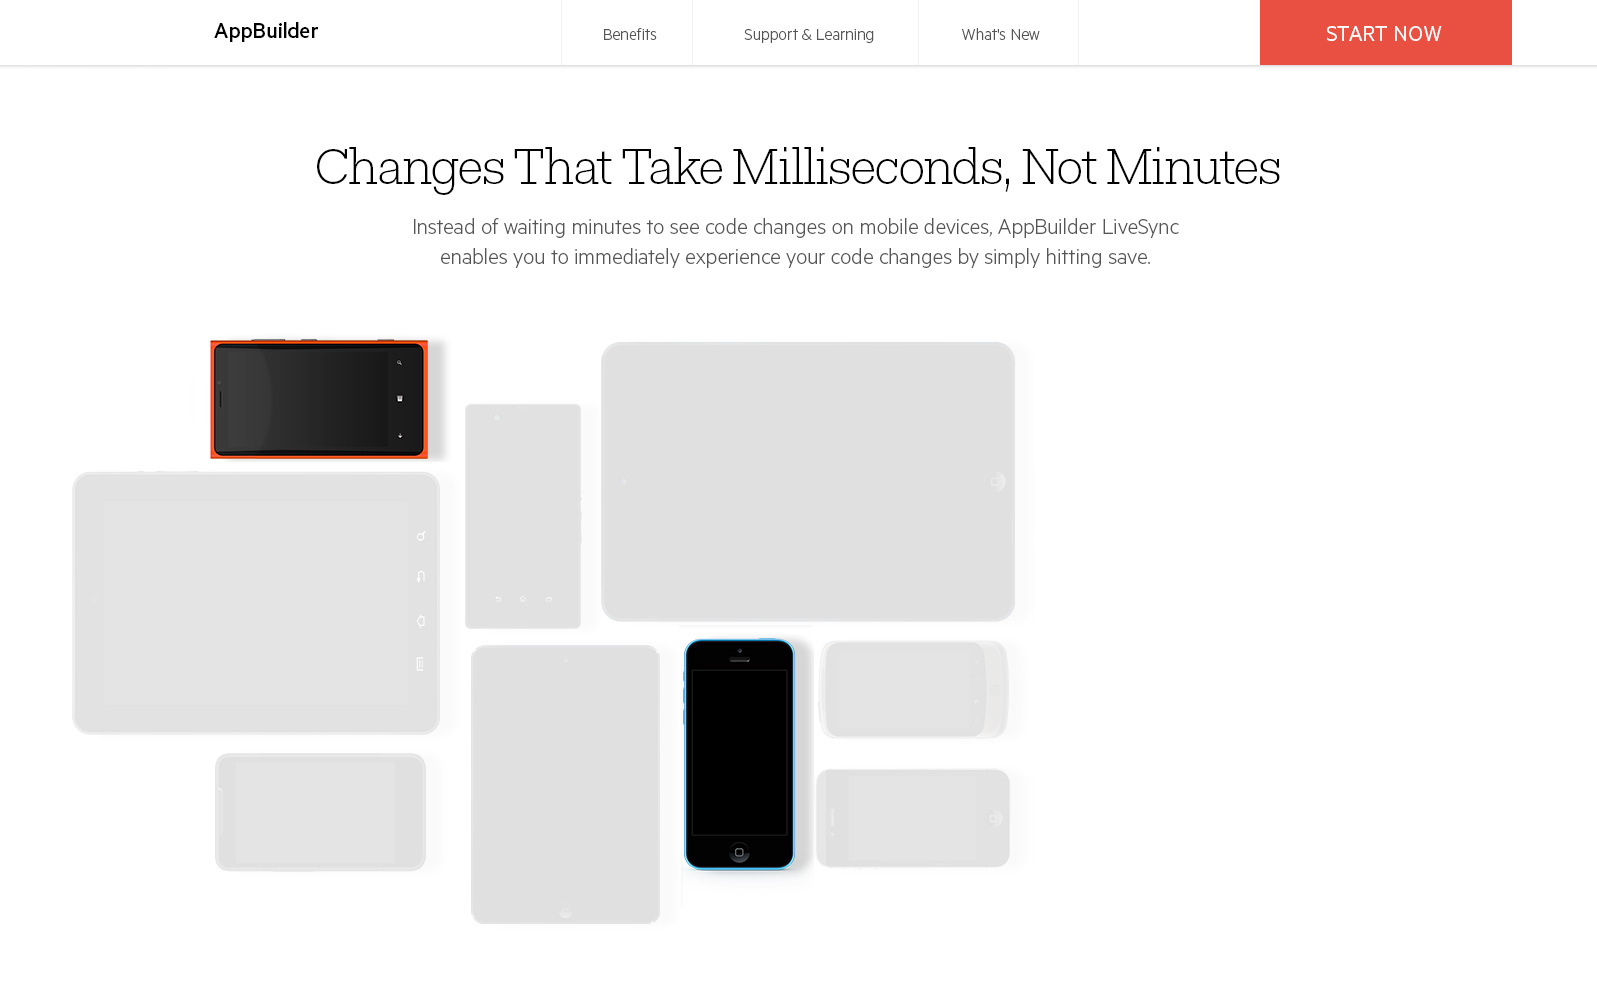 AppBuilder
Benefits
Support & Learning
What's New
START NOW
Changes That Take Milliseconds, Not Minutes
Instead of waiting minutes to see code changes on mobile devices, AppBuilder LiveSync
enables you to immediately experience your code changes by simply hitting save.